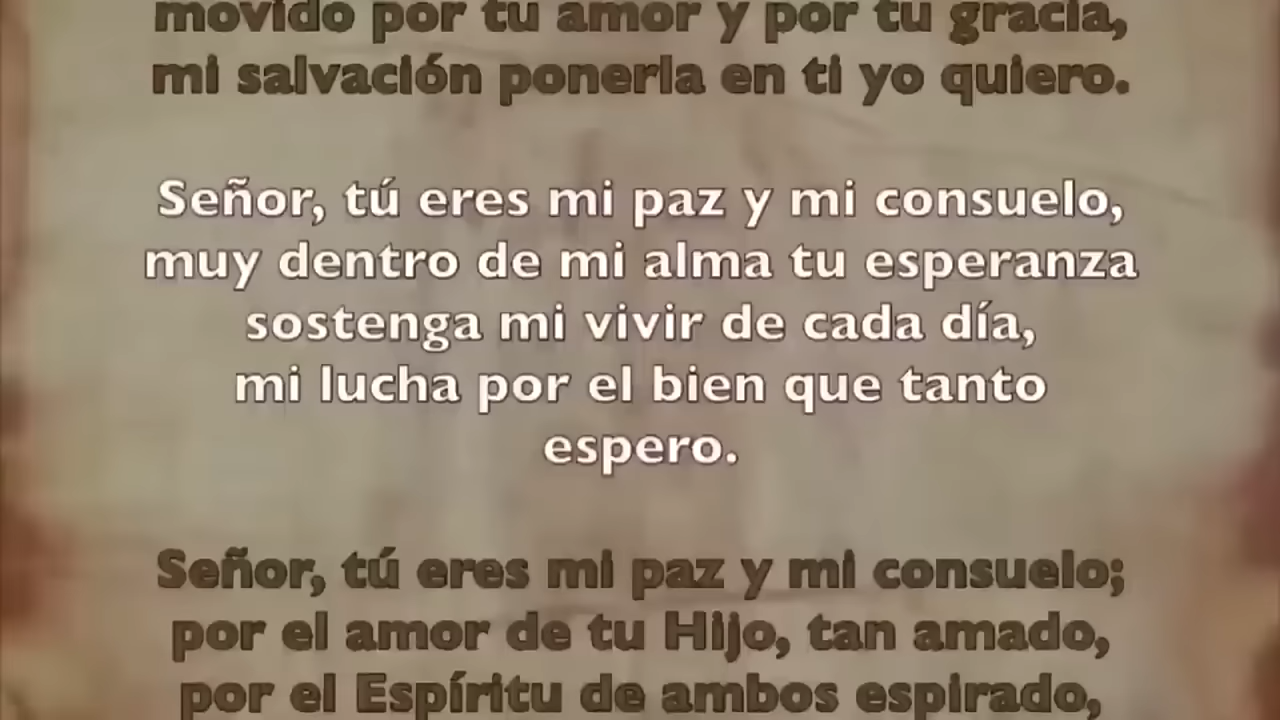 movido por tu amor y por tu gracia,
mi salvación ponerla en ti yo quiero.
Señor, tú eres mi paz y mi consuelo,
muy dentro de mi alma tu esperanza
sostenga mi vivir de cada día,
mi lucha por el bien que tanto
espero.
Señor, tú eres mi paz y mi consuelo;
por el amor de tu Hijo, tan amado,
por el Espíritu de ambos espirado,